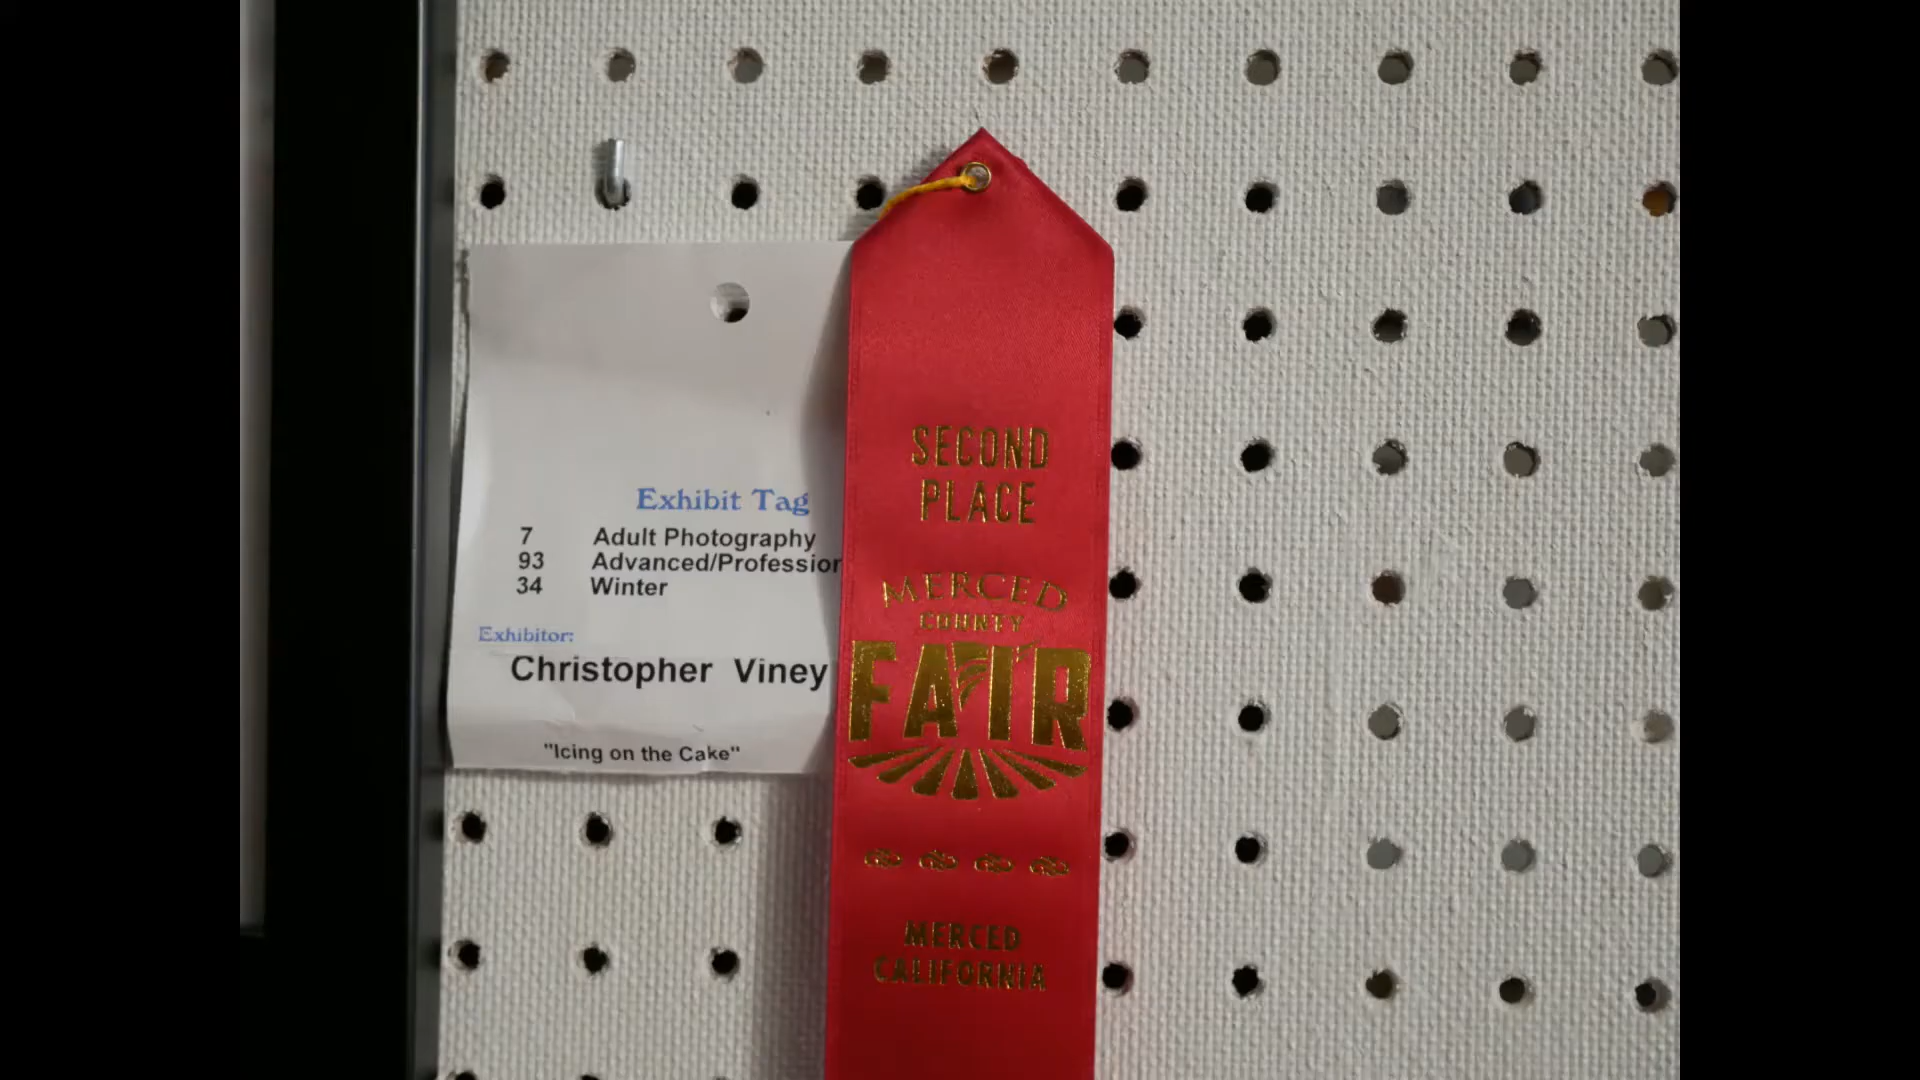 Exhibit Tag
7 Adult Photography
93 Advanced/Profession
34 Winter
Exhibitor:
Christopher Viney
"Icing on the Cake"
SECOND
PLACE
MERCED
COUNTY
FAIR
MERCED
CALIFORNIA